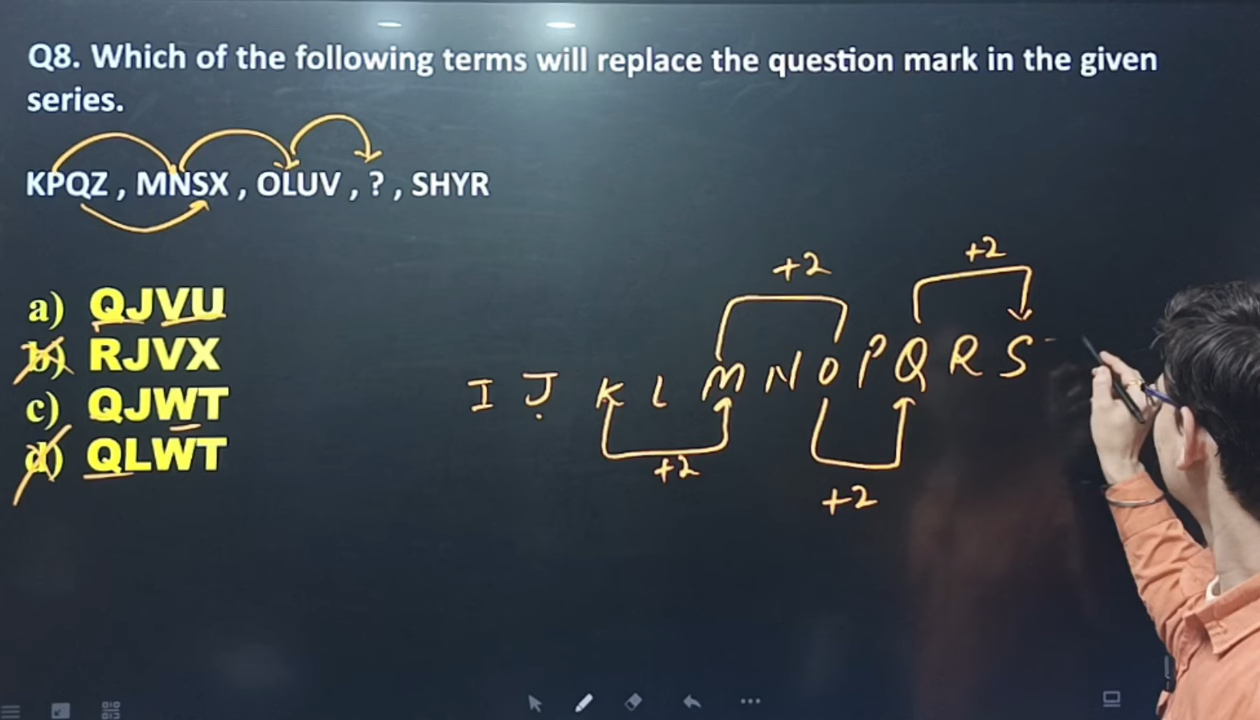 Q8. Which of the following terms will replace the question mark in the given
series.
KPQZ , MNSX , OLUV , ? , SHYR
a) QJVU
b) RJVX
c) QJWT
d) QLWT
+2 +2
I J K L M N O P Q R S
+2 +2